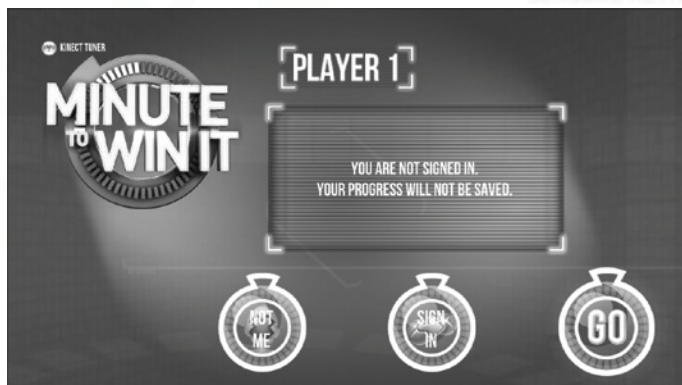 KINECT TUNER
PLAYER 1
MINUTE
TO
WIN IT
YOU ARE NOT SIGNED IN.
YOUR PROGRESS WILL NOT BE SAVED.
NOT
ME
SIGN
IN
GO